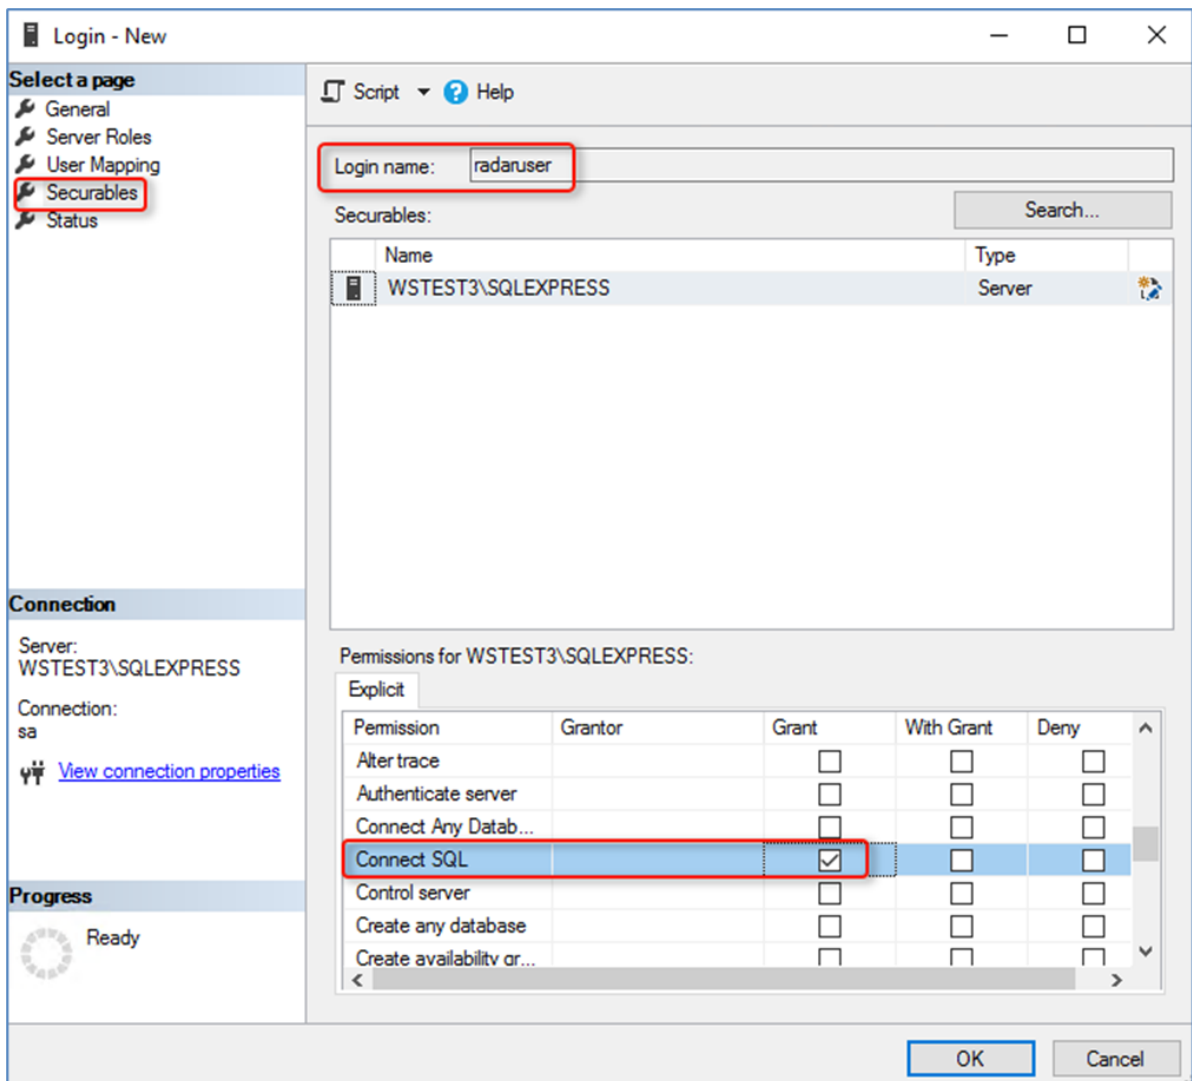 Login - New
Select a page
General
Server Roles
User Mapping
Securables
Status
Script
Help
Login name: radaruser
Securables:
Search...
Name Type
WSTEST3\SQLEXPRESS Server
Connection
Server:
WSTEST3\SQLEXPRESS
Connection:
sa
View connection properties
Progress
Ready
Permissions for WSTEST3\SQLEXPRESS:
Explicit
Permission Grantor Grant With Grant Deny
Alter trace
Authenticate server
Connect Any Datab...
Connect SQL
Control server
Create any database
Create availability gr...
OK Cancel